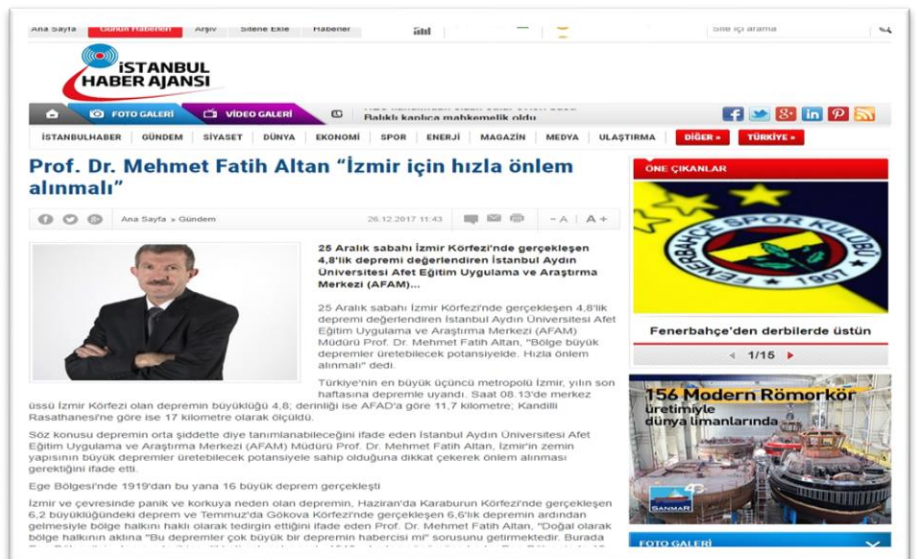 Ana Sayfa Günün Haberleri Arşiv Sitene Ekle Haberler
Site içi arama
iSTANBUL
HABER AJANSI
FOTO GALERİ VİDEO GALERİ
Balıklı kaplıca mahkemelik oldu
İSTANBULHABER GÜNDEM SİYASET DÜNYA EKONOMİ SPOR ENERJİ MAGAZİN MEDYA ULAŞTIRMA DİĞER » TÜRKİYE »
Prof. Dr. Mehmet Fatih Altan “İzmir için hızla önlem
alınmalı”
Ana Sayfa » Gündem 26.12.2017 11:43 - A A +
25 Aralık sabahı İzmir Körfezi'nde gerçekleşen
4,8'lik depremi değerlendiren İstanbul Aydın
Üniversitesi Afet Eğitim Uygulama ve Araştırma
Merkezi (AFAM)...
25 Aralık sabahı İzmir Körfezi'nde gerçekleşen 4,8'lik
depremi değerlendiren İstanbul Aydın Üniversitesi Afet
Eğitim Uygulama ve Araştırma Merkezi (AFAM)
Müdürü Prof. Dr. Mehmet Fatih Altan, "Bölge büyük
depremler üretebilecek potansiyelde. Hızla önlem
alınmalı" dedi.
Türkiye'nin en büyük üçüncü metropolü İzmir, yılın son
haftasına depremle uyandı. Saat 08.13'de merkez
üssü İzmir Körfezi olan depremin büyüklüğü 4,8; derinliği ise AFAD'a göre 11,7 kilometre; Kandilli
Rasathanesi'ne göre ise 17 kilometre olarak ölçüldü.
Söz konusu depremin orta şiddette diye tanımlanabileceğini ifade eden İstanbul Aydın Üniversitesi Afet
Eğitim Uygulama ve Araştırma Merkezi (AFAM) Müdürü Prof. Dr. Mehmet Fatih Altan, İzmir'in zemin
yapısının büyük depremler üretebilecek potansiyele sahip olduğuna dikkat çekerek önlem alınması
gerektiğini ifade etti.
Ege Bölgesi'nde 1919'dan bu yana 16 büyük deprem gerçekleşti
İzmir ve çevresinde panik ve korkuya neden olan depremin, Haziran'da Karaburun Körfezi'nde gerçekleşen
6,2 büyüklüğündeki deprem ve Temmuz'da Gökova Körfezi'nde gerçekleşen 6,6'lik depremin ardından
gelmesiyle bölge halkını haklı olarak tedirgin ettiğini ifade eden Prof. Dr. Mehmet Fatih Altan, "Doğal olarak
bölge halkının aklına "Bu depremler çok büyük bir depremin habercisi mi" sorusunu getirmektedir. Burada
ÖNE ÇIKANLAR
FENERBAHÇE SPOR KULÜBÜ
1907
Fenerbahçe'den derbilerde üstün
1/15
156 Modern Römorkör
üretimiyle
dünya limanlarında
SANMAR
FOTO GALERİ